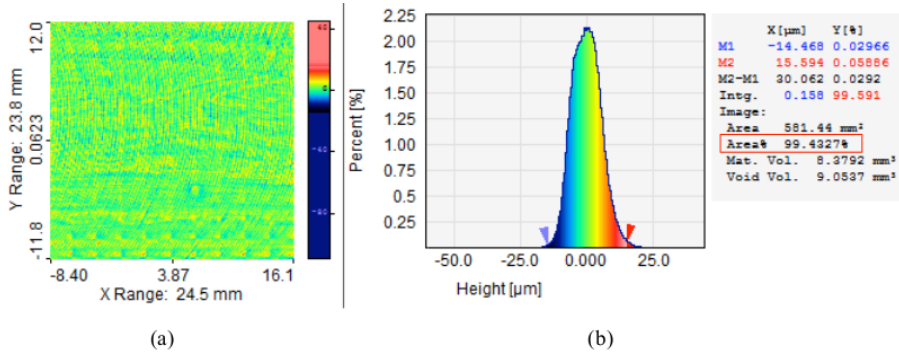 12.0
0.0623
-11.8
Y Range: 23.8 mm
-8.40
3.87
16.1
X Range: 24.5 mm
0
-40
(a)
2.25
2.00
1.75
1.50
1.25
1.00
0.75
0.5
0.25
Percent [%]
-50.0
-25.0
0.000
25.0
Height [µm]
(b)
X[µm] Y[%]
M1 -14.468 0.02966
M2 15.594 0.05886
M2-M1 30.062 0.0292
Intg. 0.158 99.591
Image:
Area 581.44 mm²
Area% 99.4327%
Mat. Vol. 8.3792 mm³
Void Vol. 9.0537 mm³